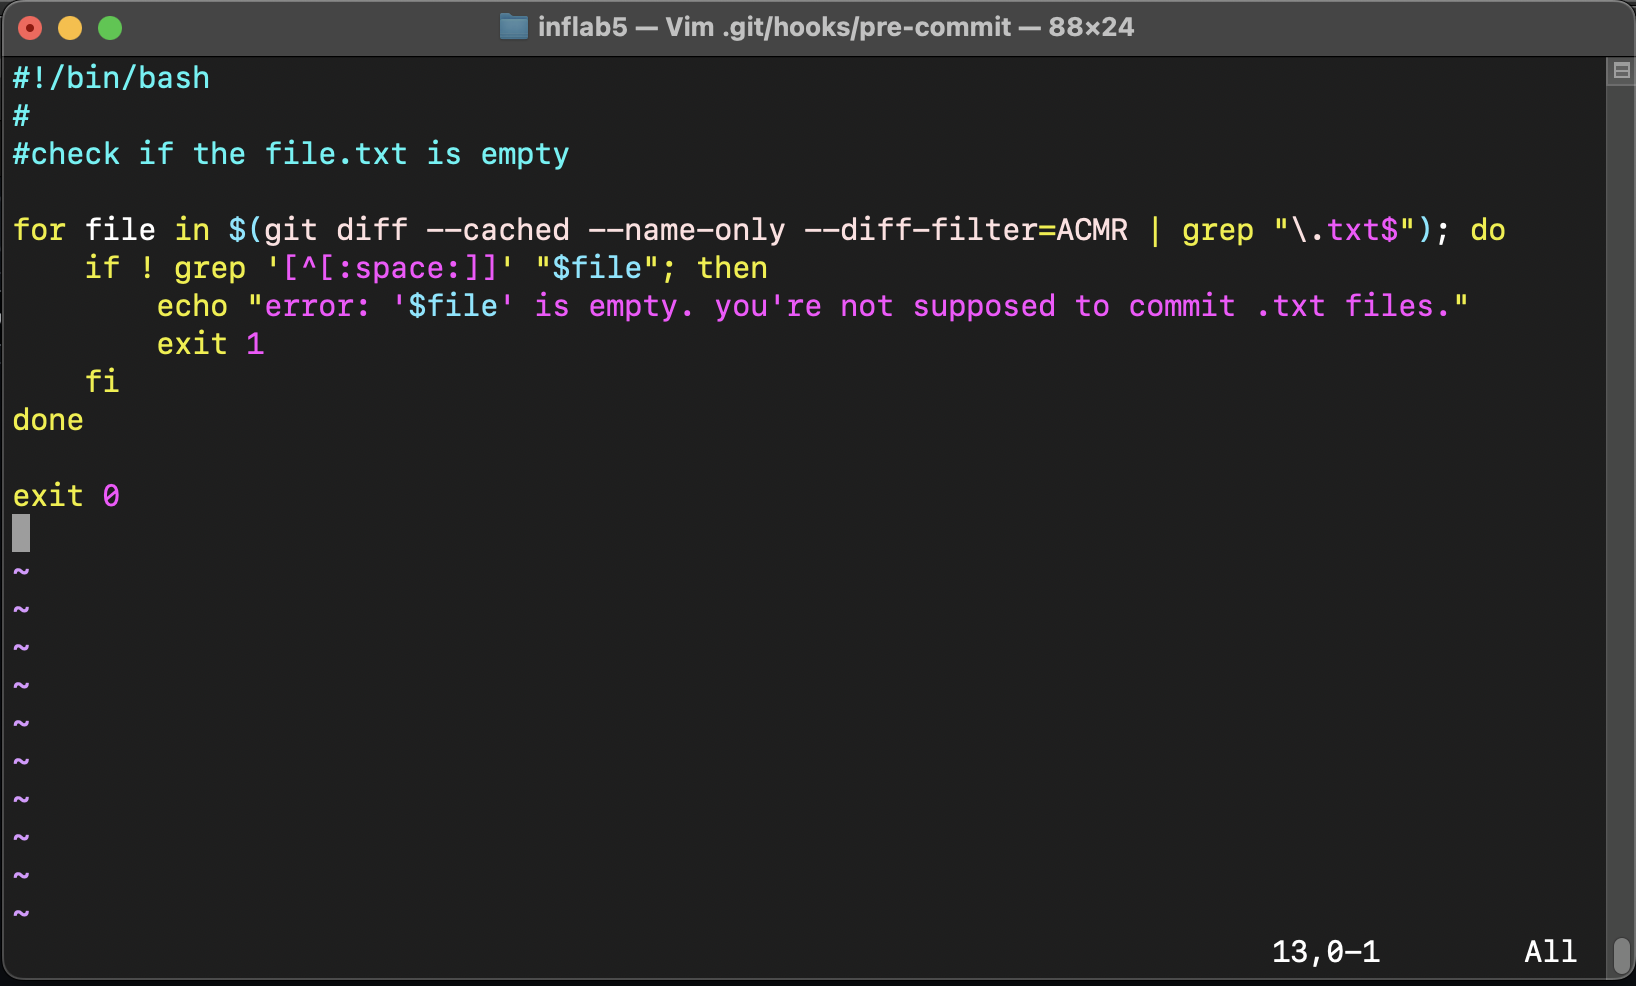 inflab5 — Vim .git/hooks/pre-commit — 88×24
#!/bin/bash
#
#check if the file.txt is empty
for file in $(git diff --cached --name-only --diff-filter=ACMR | grep "\.txt$"); do
    if ! grep '[^[:space:]]' "$file"; then
        echo "error: '$file' is empty. you're not supposed to commit .txt files."
        exit 1
    fi
done
exit 0
~
~
~
~
~
~
~
~
~
~
13,0-1 All